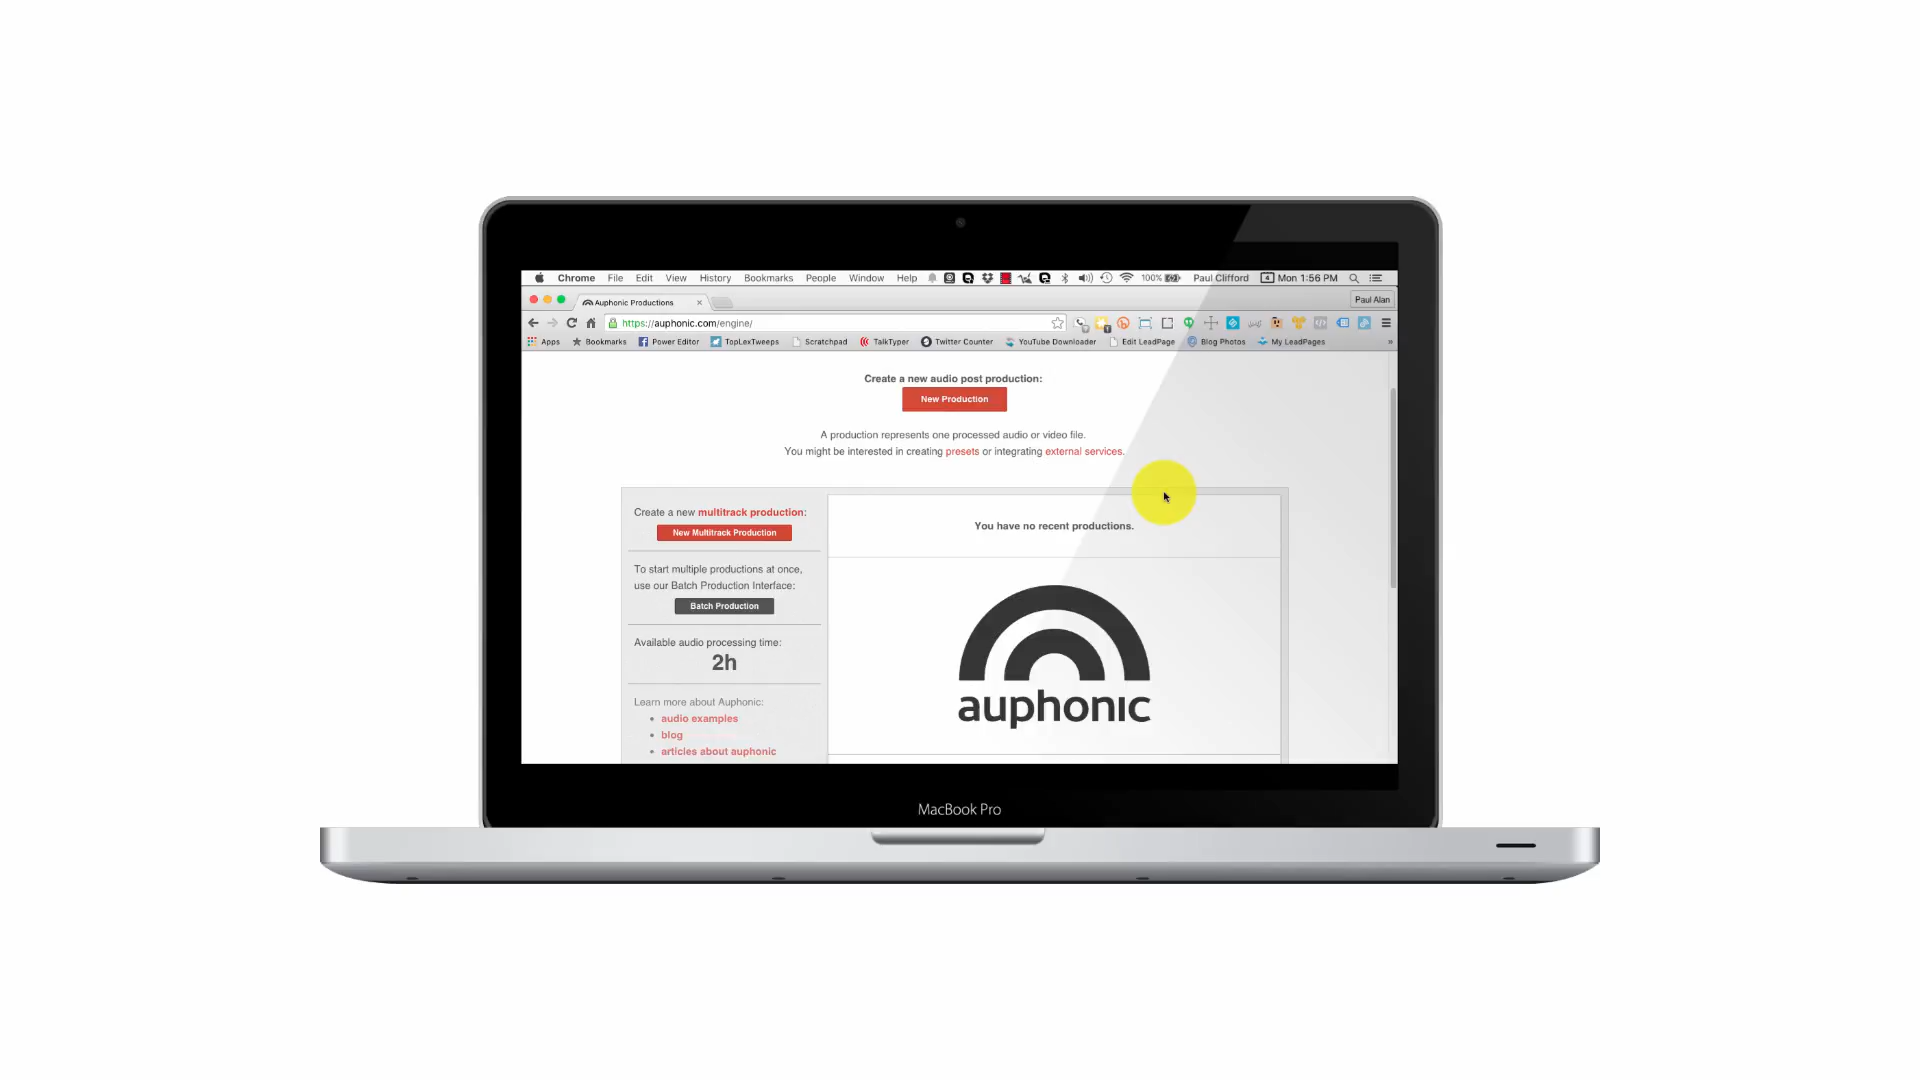 Chrome File Edit View History Bookmarks People Window Help 100% Paul Clifford 4 Mon 1:56 PM
Auphonic Productions
Paul Alan
https://auphonic.com/engine/
Apps Bookmarks Power Editor TopLexTweeps Scratchpad TalkTyper Twitter Counter YouTube Downloader Edit LeadPage Blog Photos My LeadPages »
Create a new audio post production:
New Production
A production represents one processed audio or video file.
You might be interested in creating presets or integrating external services.
Create a new multitrack production:
New Multitrack Production
To start multiple productions at once,
use our Batch Production Interface:
Batch Production
Available audio processing time:
2h
Learn more about Auphonic:
• audio examples
• blog
• articles about auphonic
You have no recent productions.
auphonic
MacBook Pro